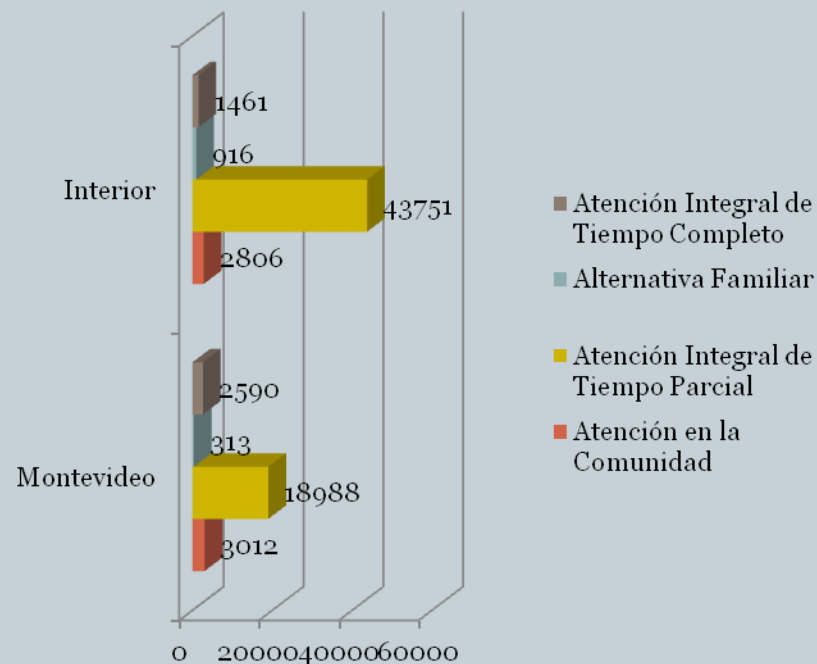 1461
916
Interior
43751
2806
2590
313
Montevideo
18988
3012
0 20000 40000 60000
Atención Integral de
Tiempo Completo
Alternativa Familiar
Atención Integral de
Tiempo Parcial
Atención en la
Comunidad